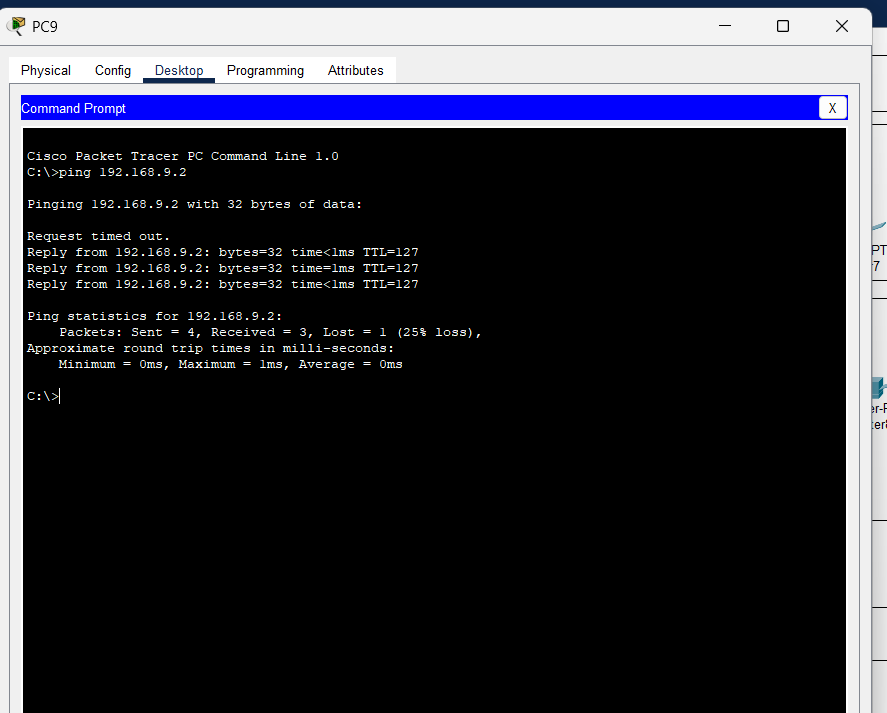 PC9
Physical Config Desktop Programming Attributes
Command Prompt
X
Cisco Packet Tracer PC Command Line 1.0
C:\>ping 192.168.9.2
Pinging 192.168.9.2 with 32 bytes of data:
Request timed out.
Reply from 192.168.9.2: bytes=32 time<1ms TTL=127
Reply from 192.168.9.2: bytes=32 time=1ms TTL=127
Reply from 192.168.9.2: bytes=32 time<1ms TTL=127
Ping statistics for 192.168.9.2:
Packets: Sent = 4, Received = 3, Lost = 1 (25% loss),
Approximate round trip times in milli-seconds:
Minimum = 0ms, Maximum = 1ms, Average = 0ms
C:\>
PT